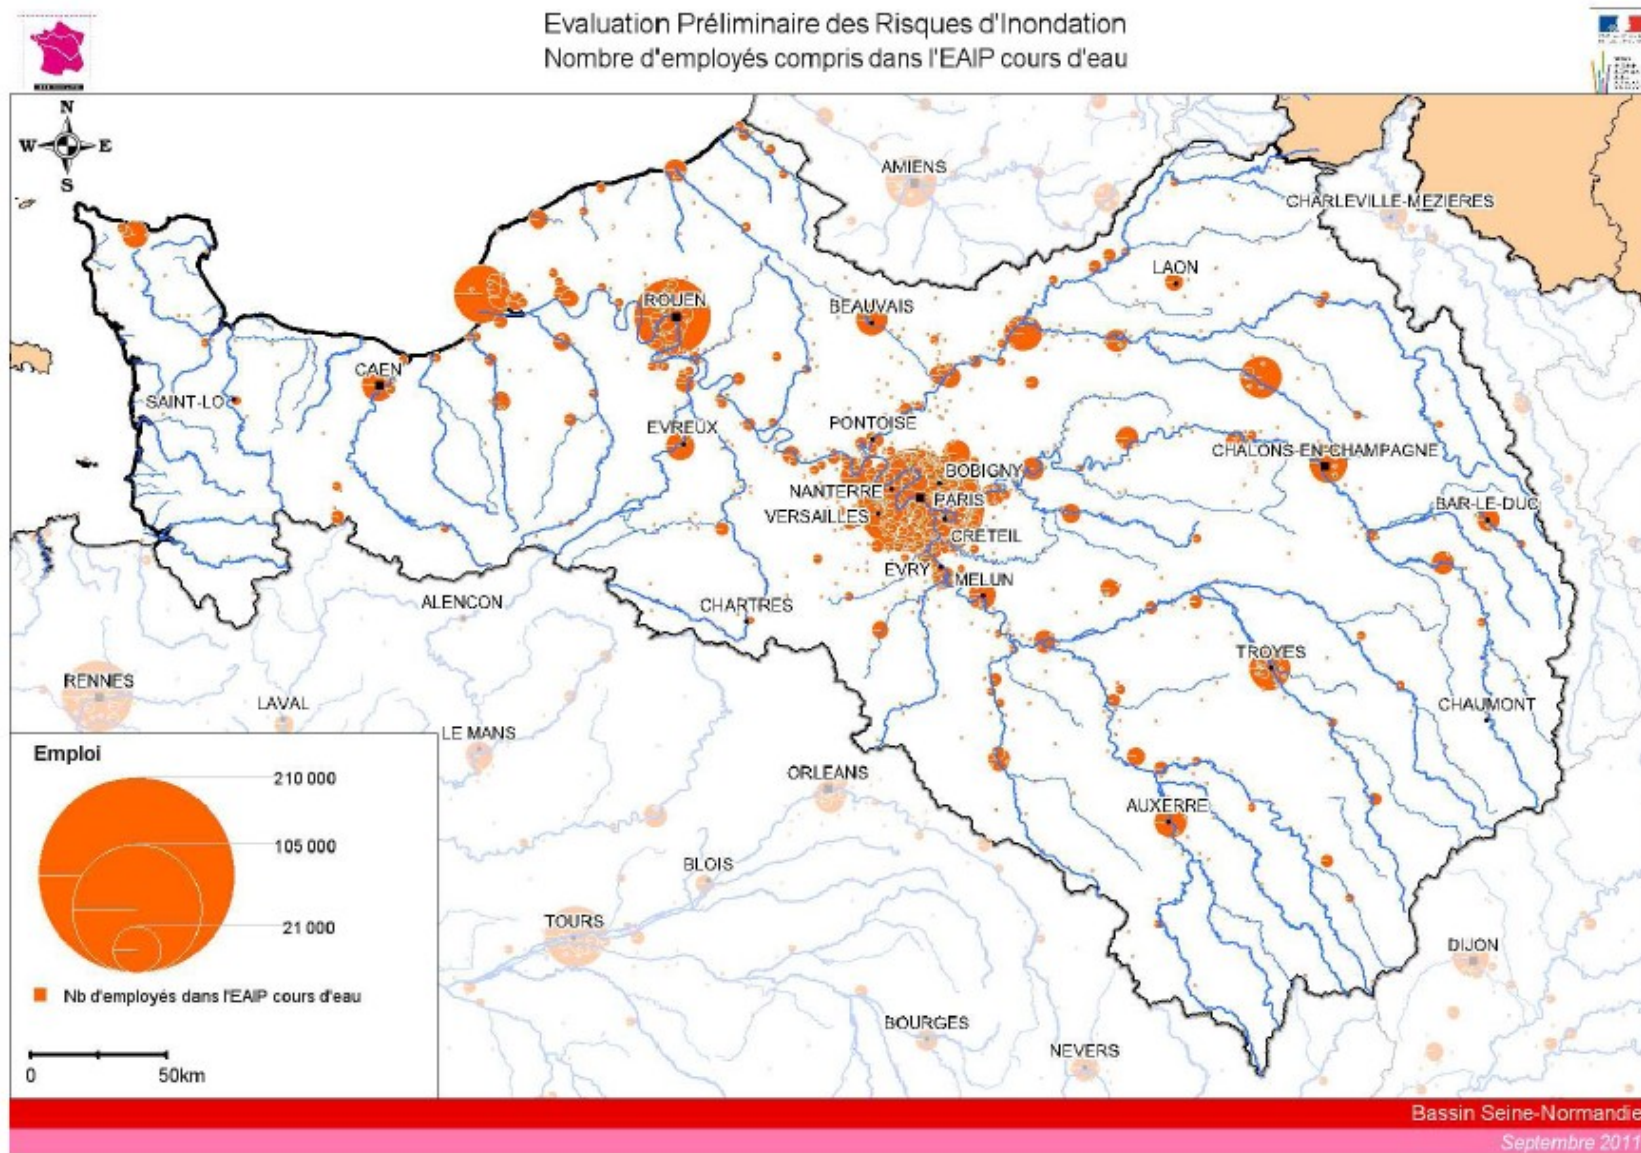 Evaluation Préliminaire des Risques d'Inondation
Nombre d'employés compris dans l'EAIP cours d'eau
N
W E
S
AMIENS
CHARLEVILLE-MEZIERES
LAON
ROUEN
BEAUVAIS
CAEN
SAINT-LO
EVREUX
PONTOISE
CHALONS-EN-CHAMPAGNE
BOBIGNY
NANTERRE
PARIS
BAR-LE-DUC
VERSAILLES
CRETEIL
EVRY
MELUN
ALENCON
CHARTRES
TROYES
RENNES
LAVAL
CHAUMONT
LE MANS
ORLEANS
AUXERRE
BLOIS
TOURS
DIJON
BOURGES
NEVERS
Emploi
210 000
105 000
21 000
Nb d'employés dans l'EAIP cours d'eau
0 50km
Bassin Seine-Normandie
Septembre 2011